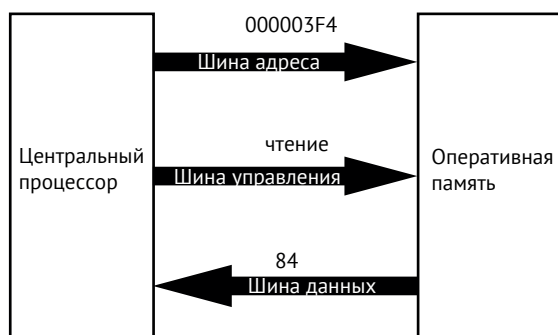 000003F4
Шина адреса
Центральный
процессор
чтение
Шина управления
Оперативная
память
84
Шина данных